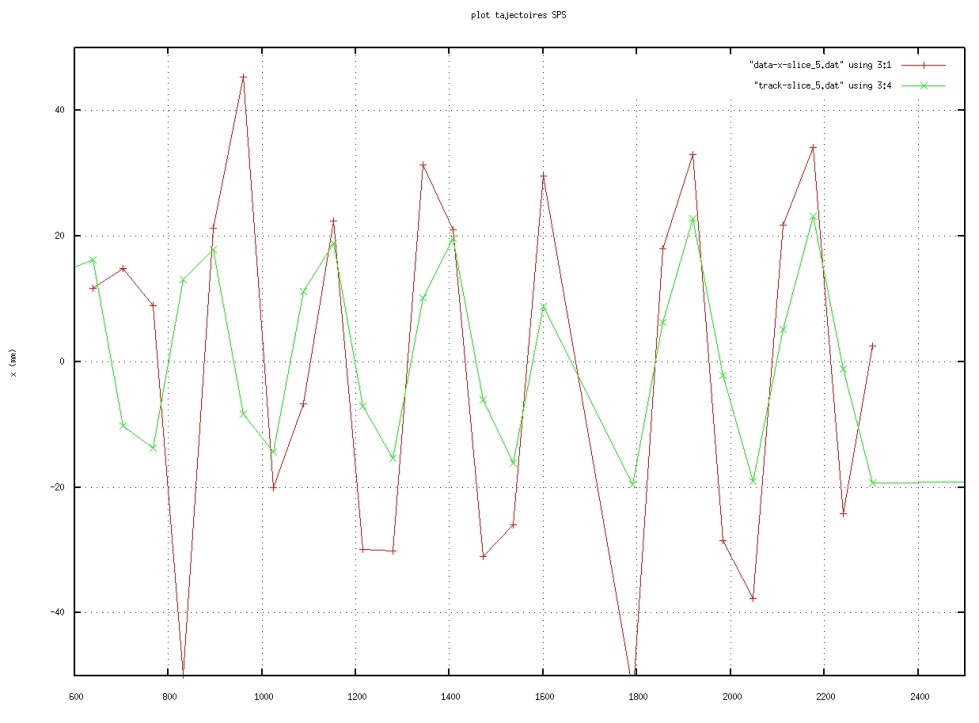 plot tajectoires SPS
"data-x-slice_5.dat" using 3:1
"track-slice_5.dat" using 3:4
40
20
0
-20
-40
x (mm)
600 800 1000 1200 1400 1600 1800 2000 2200 2400